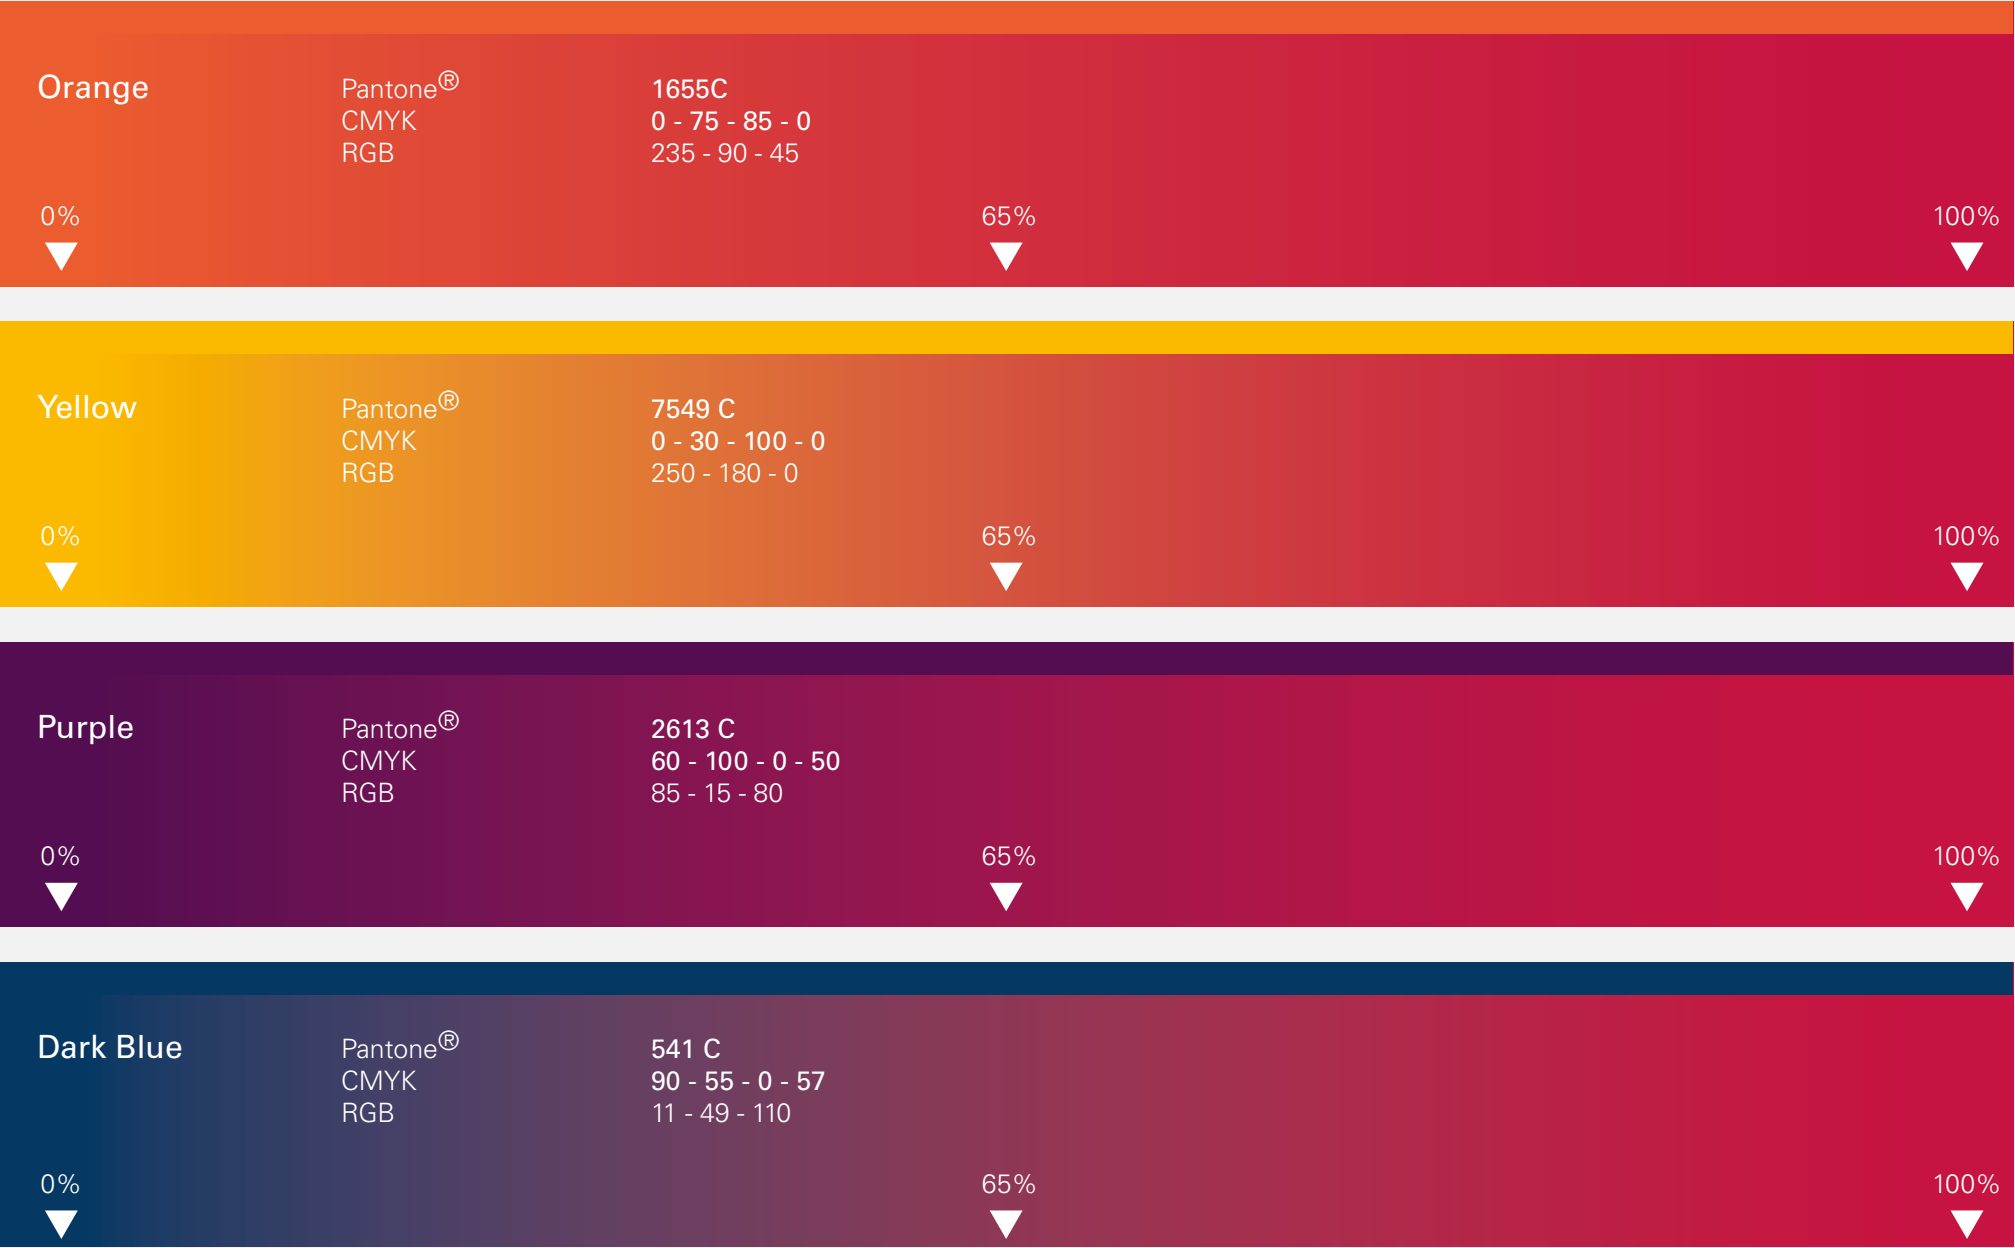 Orange Pantone® 1655C
CMYK 0 - 75 - 85 - 0
RGB 235 - 90 - 45
0% 65% 100%
Yellow Pantone® 7549 C
CMYK 0 - 30 - 100 - 0
RGB 250 - 180 - 0
0% 65% 100%
Purple Pantone® 2613 C
CMYK 60 - 100 - 0 - 50
RGB 85 - 15 - 80
0% 65% 100%
Dark Blue Pantone® 541 C
CMYK 90 - 55 - 0 - 57
RGB 11 - 49 - 110
0% 65% 100%